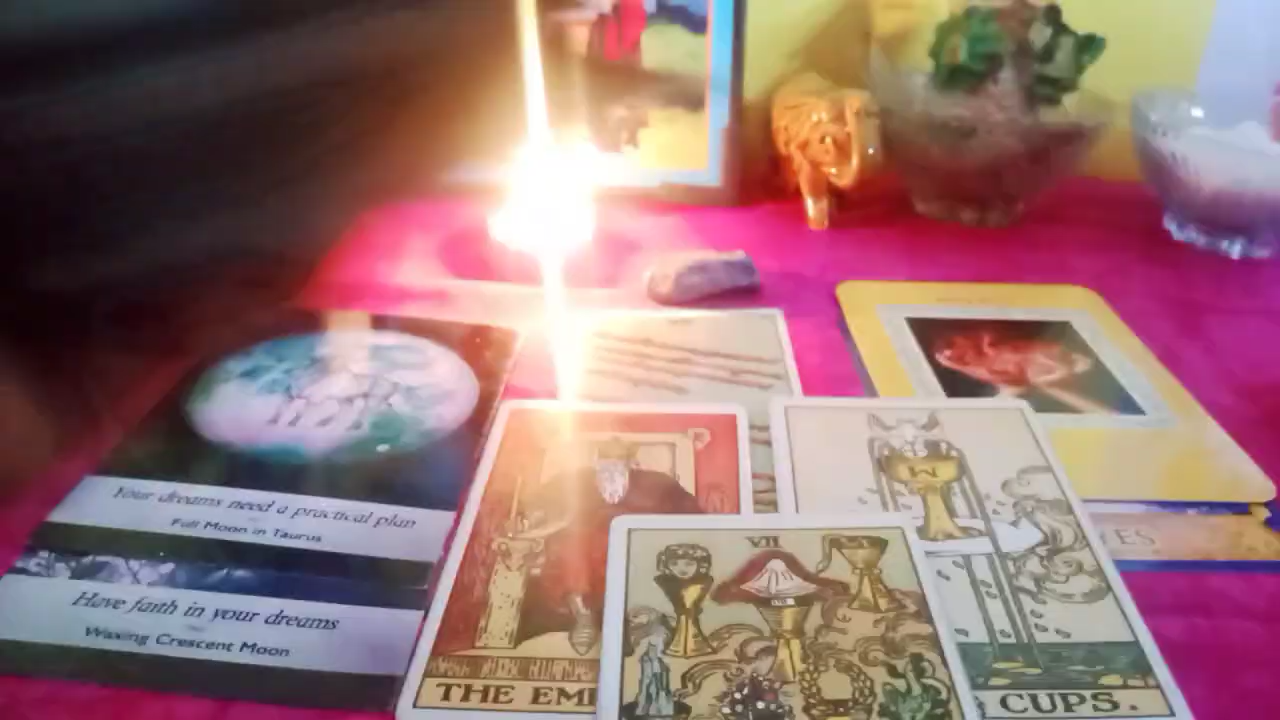 Your dreams need a practical plan
Full Moon in Taurus
Have faith in your dreams
Waxing Crescent Moon
THE EM
VII
CUPS.
ES